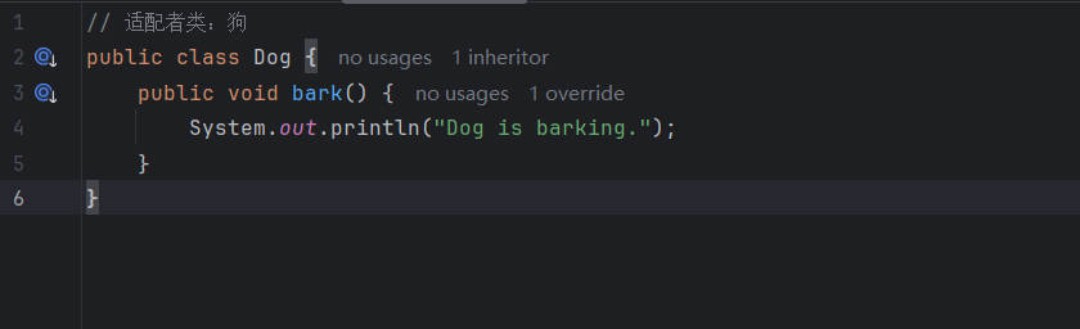 1 // 适配者类：狗
2 public class Dog { no usages 1 inheritor
3 public void bark() { no usages 1 override
4 System.out.println("Dog is barking.");
5 }
6 }